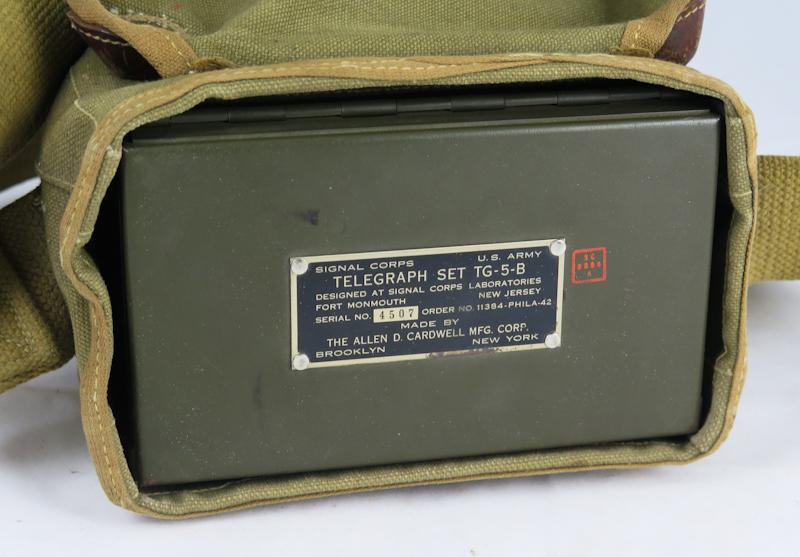 SIGNAL CORPS U.S. ARMY
TELEGRAPH SET TG-5-B
DESIGNED AT SIGNAL CORPS LABORATORIES
FORT MONMOUTH NEW JERSEY
SERIAL NO. 4507 ORDER NO. 11384-PHILA-42
MADE BY
THE ALLEN D. CARDWELL MFG. CORP.
BROOKLYN NEW YORK
SC
A